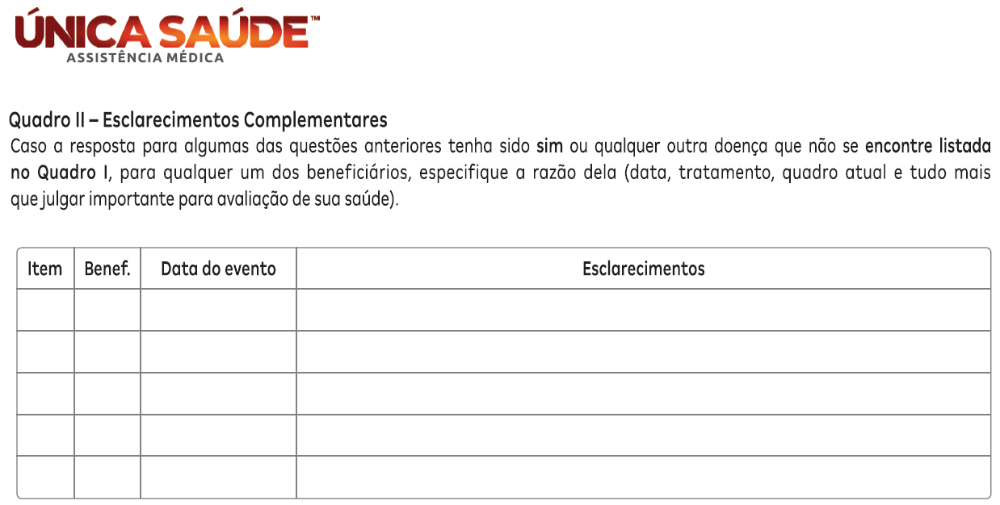 ÚNICA SAÚDE™
ASSISTÊNCIA MÉDICA
Quadro II – Esclarecimentos Complementares
Caso a resposta para algumas das questões anteriores tenha sido sim ou qualquer outra doença que não se encontre listada
no Quadro I, para qualquer um dos beneficiários, especifique a razão dela (data, tratamento, quadro atual e tudo mais
que julgar importante para avaliação de sua saúde).
Item Benef. Data do evento Esclarecimentos